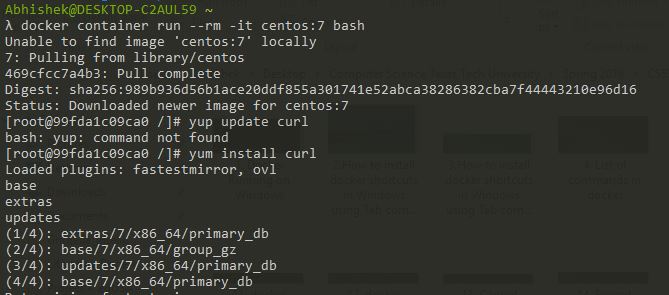 Abhishek@DESKTOP-C2AUL59 ~
λ docker container run --rm -it centos:7 bash
Unable to find image 'centos:7' locally
7: Pulling from library/centos
469cfcc7a4b3: Pull complete
Digest: sha256:989b936d56b1ace20ddf855a301741e52abca38286382cba7f44443210e96d16
Status: Downloaded newer image for centos:7
[root@99fda1c09ca0 /]# yup update curl
bash: yup: command not found
[root@99fda1c09ca0 /]# yum install curl
Loaded plugins: fastestmirror, ovl
base
extras
updates
(1/4): extras/7/x86_64/primary_db
(2/4): base/7/x86_64/group_gz
(3/4): updates/7/x86_64/primary_db
(4/4): base/7/x86_64/primary_db